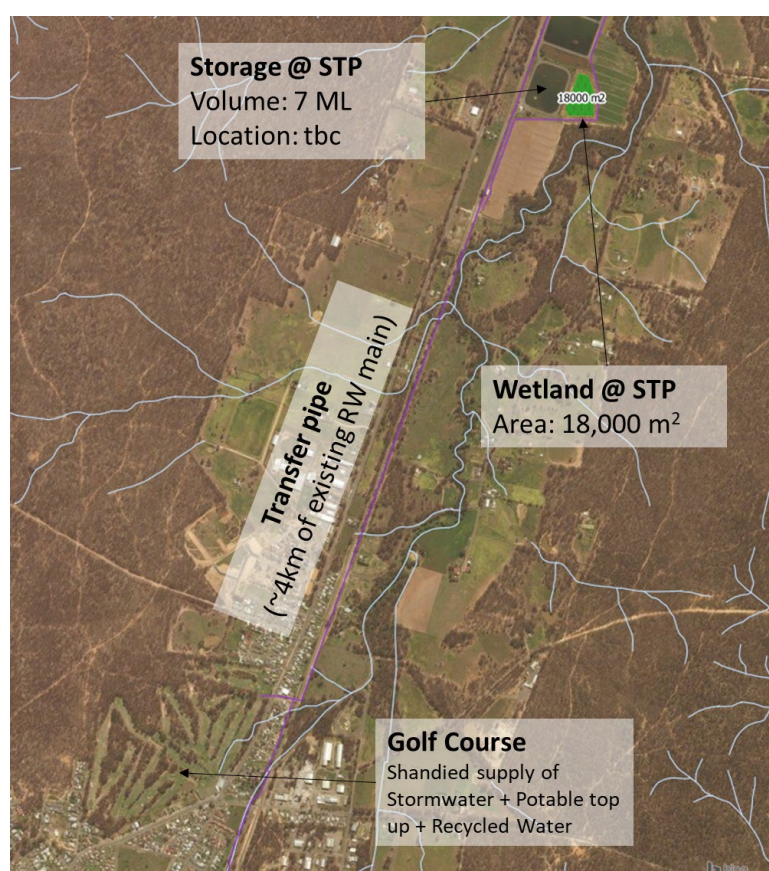 Storage @ STP
Volume: 7 ML
Location: tbc
18000 m2
Transfer pipe
(~4km of existing RW main)
Wetland @ STP
Area: 18,000 m²
Golf Course
Shandied supply of
Stormwater + Potable top
up + Recycled Water
bing